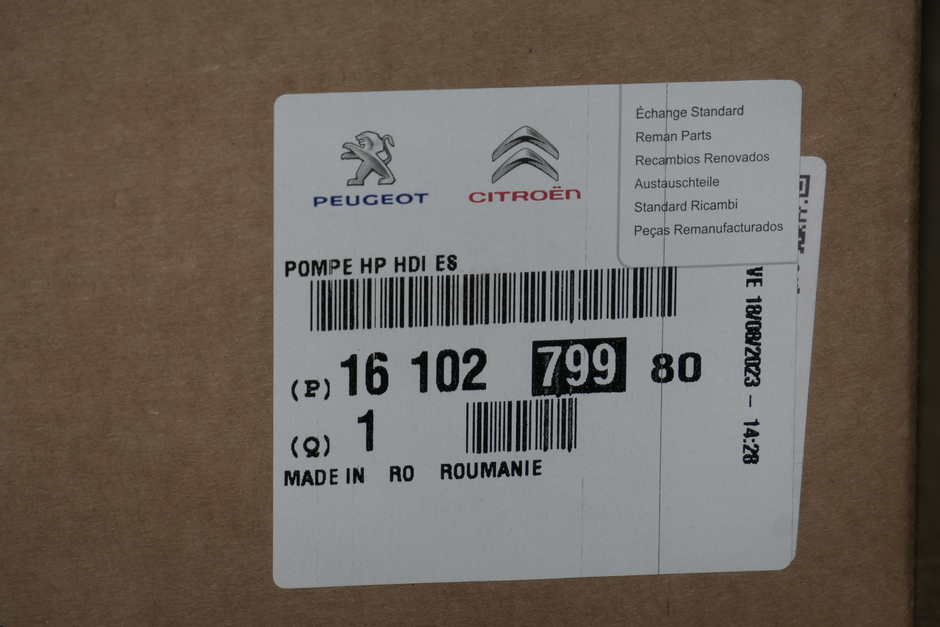 PEUGEOT
CITROËN
Échange Standard
Reman Parts
Recambios Renovados
Austauschteile
Standard Ricambi
Peças Remanufacturados
POMPE HP HDI ES
(P) 16 102 799 80
(Q) 1
MADE IN RO ROUMANIE
VE 18/08/2023 - 14:28